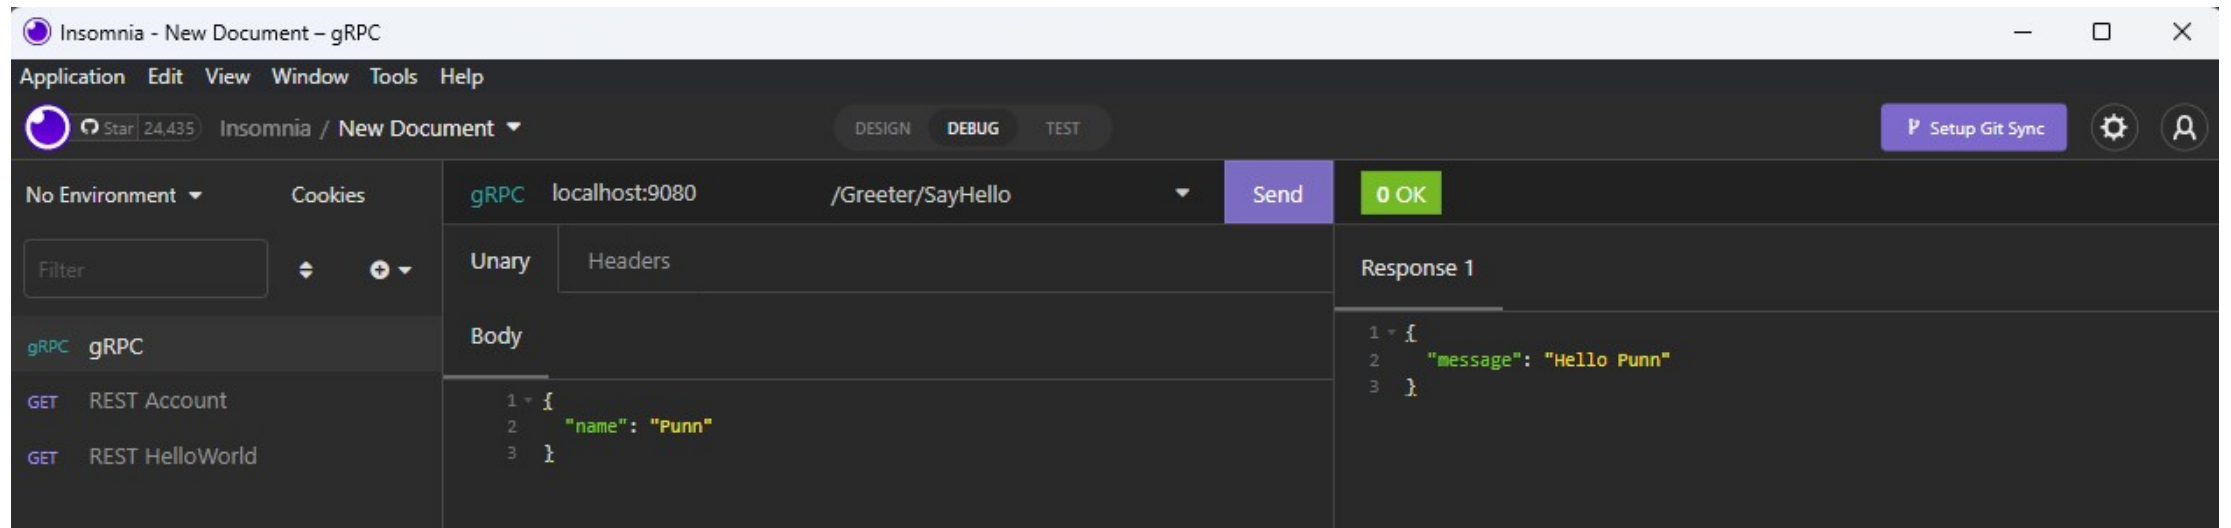 Insomnia - New Document – gRPC
Application Edit View Window Tools Help
Star 24,435 Insomnia / New Document DESIGN DEBUG TEST Setup Git Sync
No Environment Cookies gRPC localhost:9080 /Greeter/SayHello Send 0 OK
Filter Unary Headers Response 1
gRPC gRPC
GET REST Account
GET REST HelloWorld
Body
1 {
2 "name": "Punn"
3 }
1 {
2 "message": "Hello Punn"
3 }